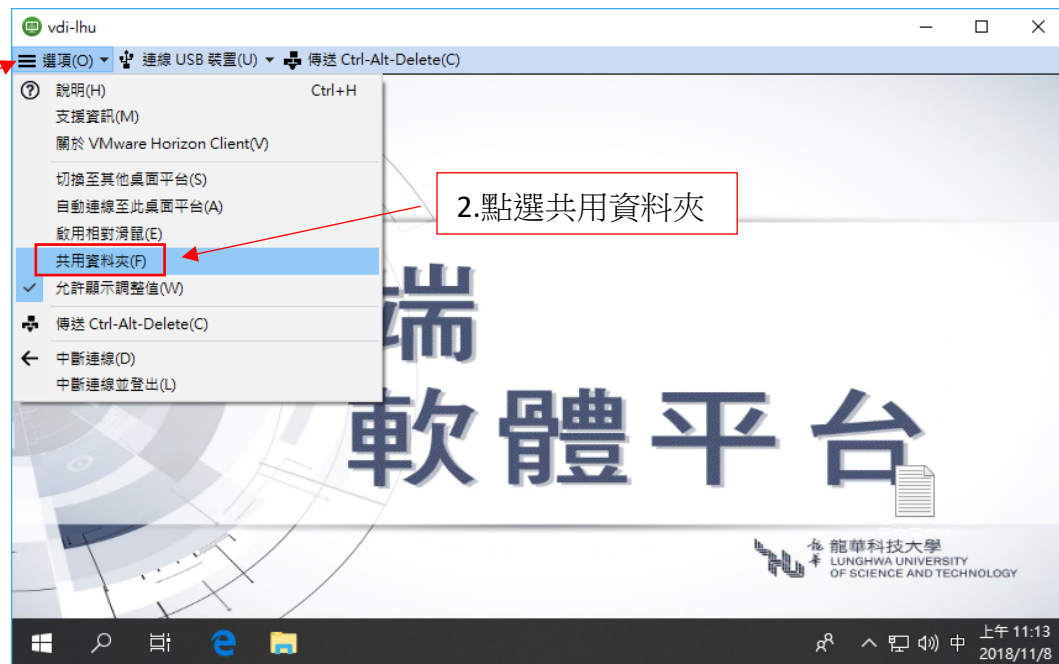 vdi-lhu
選項(O) 連線 USB 裝置(U) 傳送 Ctrl-Alt-Delete(C)
說明(H) Ctrl+H
支援資訊(M)
關於 VMware Horizon Client(V)
切換至其他桌面平台(S)
自動連線至此桌面平台(A)
啟用相對滑鼠(E)
共用資料夾(F)
允許顯示調整值(W)
傳送 Ctrl-Alt-Delete(C)
中斷連線(D)
中斷連線並登出(L)
2.點選共用資料夾
端
軟體平台
龍華科技大學
LUNGHWA UNIVERSITY
OF SCIENCE AND TECHNOLOGY
中
上午 11:13
2018/11/8